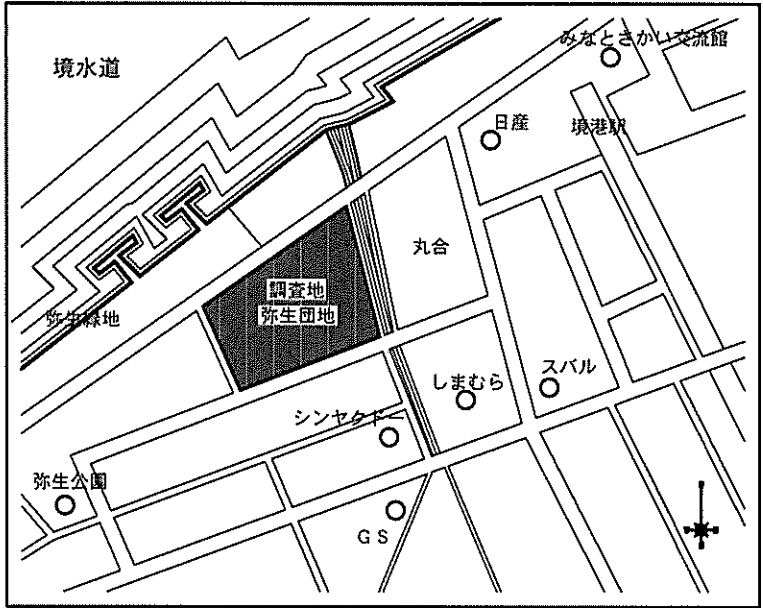 みなとさかい交流館
境水道
日産
境港駅
丸合
調査地
弥生団地
弥生緑地
しまむら
スバル
シンヤクドー
弥生公園
GS